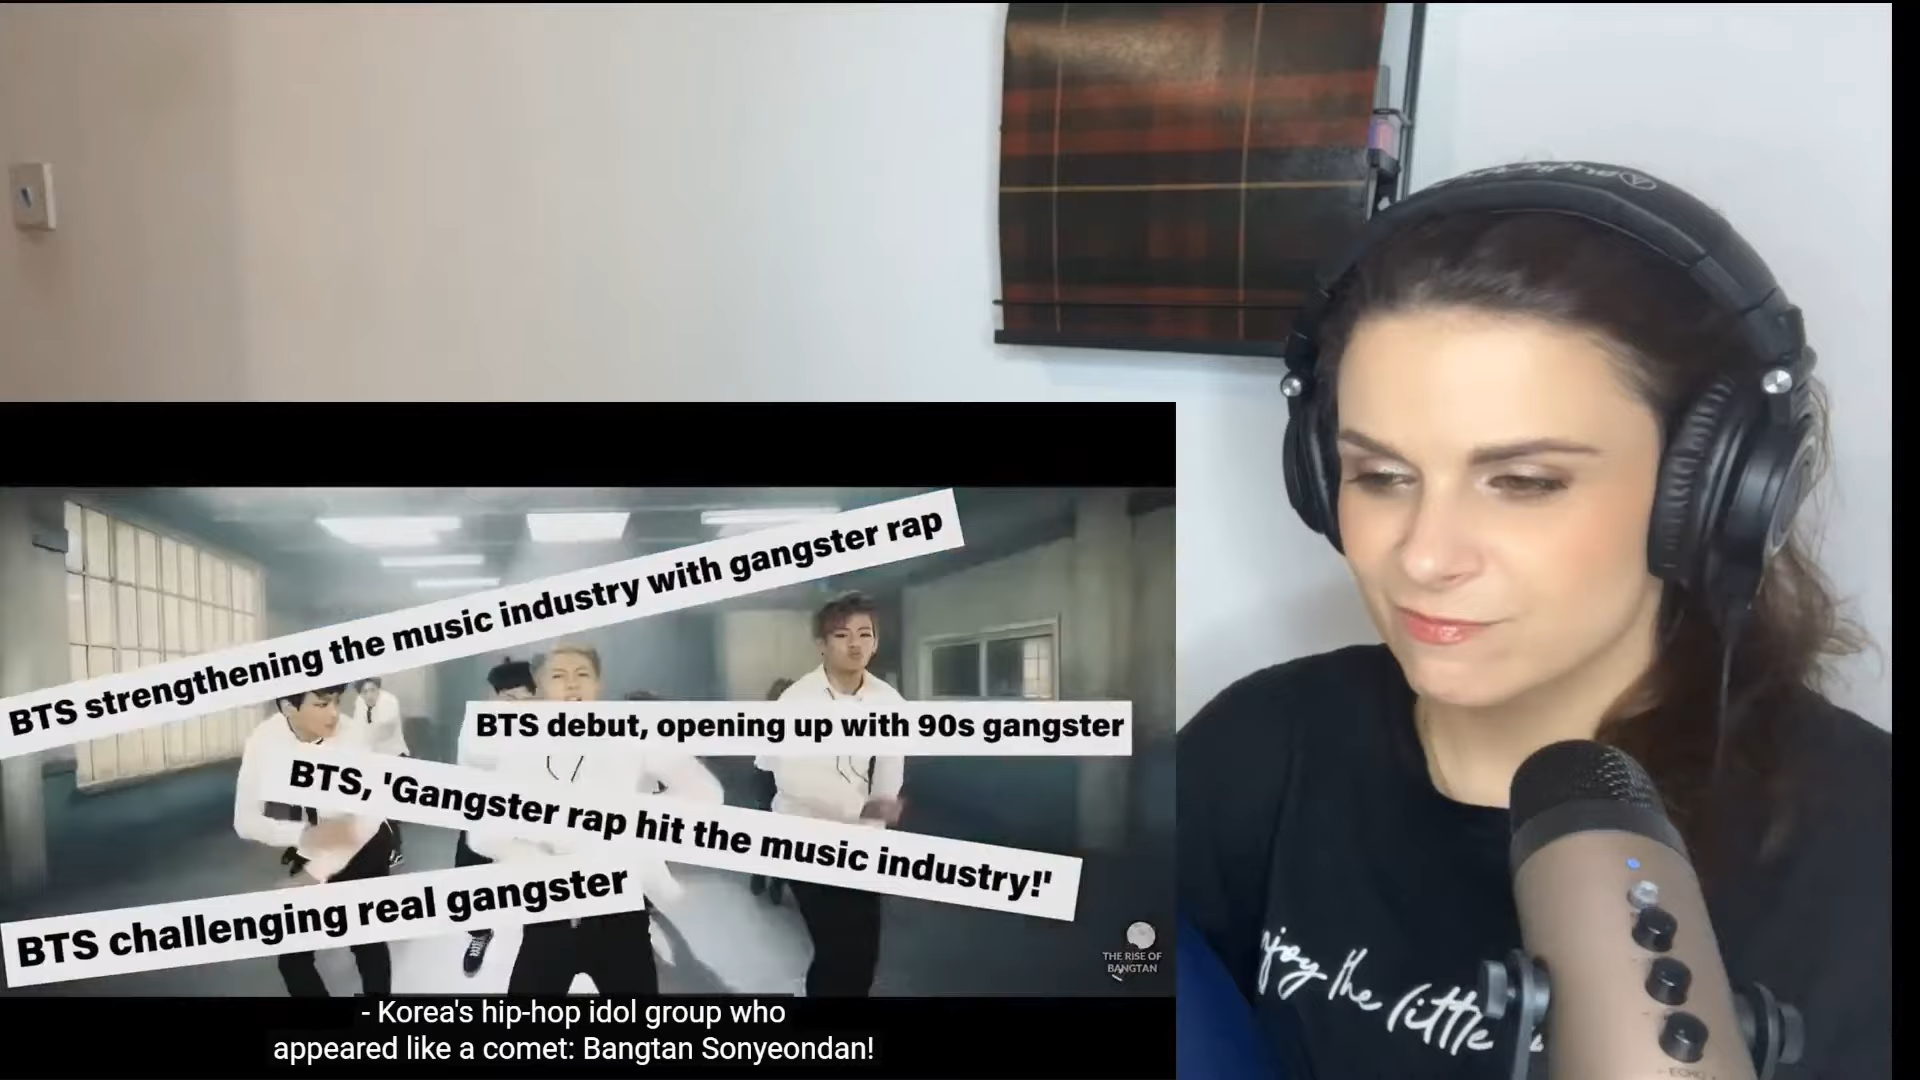 BTS strengthening the music industry with gangster rap
BTS debut, opening up with 90s gangster
BTS, 'Gangster rap hit the music industry!'
BTS challenging real gangster
THE RISE OF
BANGTAN
- Korea's hip-hop idol group who
appeared like a comet: Bangtan Sonyeondan!
njoy the little